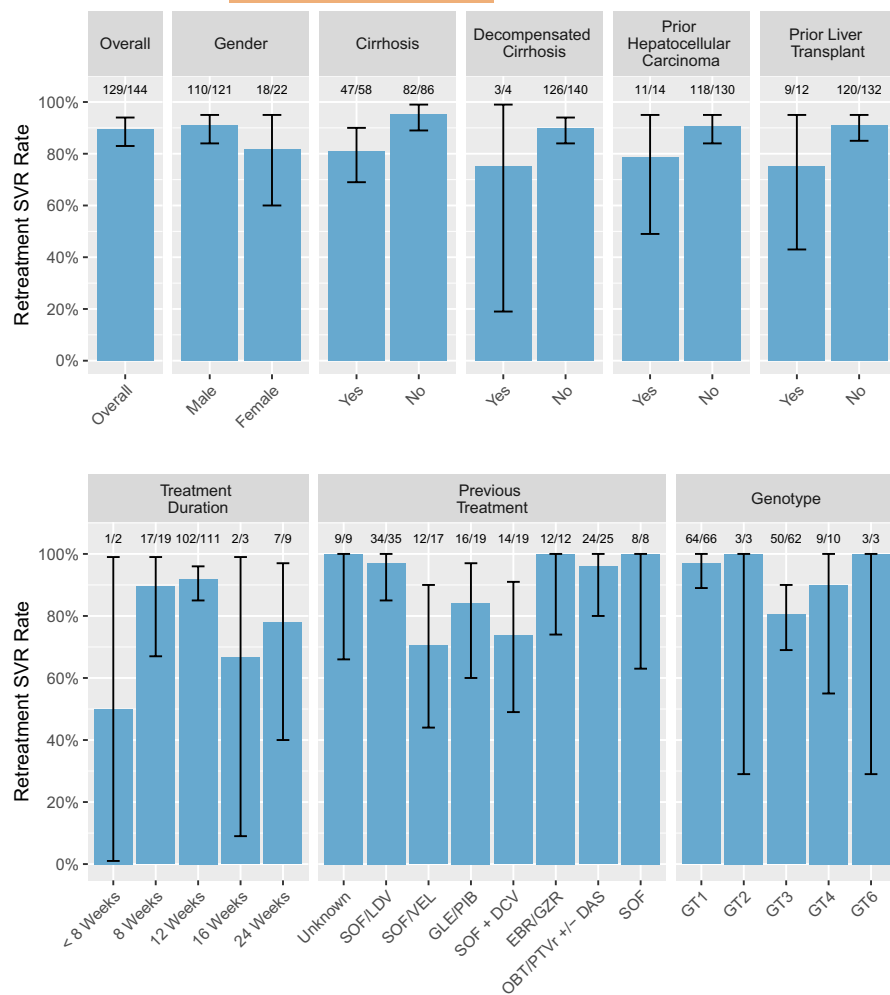 Overall
Gender
Cirrhosis
Decompensated
Cirrhosis
Prior
Hepatocellular
Carcinoma
Prior Liver
Transplant
129/144
110/121
18/22
47/58
82/86
3/4
126/140
11/14
118/130
9/12
120/132
Retreatment SVR Rate
100%
80%
60%
40%
20%
0%
Overall
Male
Female
Yes
No
Yes
No
Yes
No
Yes
No
Treatment
Duration
Previous
Treatment
Genotype
1/2
17/19
102/111
2/3
7/9
9/9
34/35
12/17
16/19
14/19
12/12
24/25
8/8
64/66
3/3
50/62
9/10
3/3
Retreatment SVR Rate
100%
80%
60%
40%
20%
0%
< 8 Weeks
8 Weeks
12 Weeks
16 Weeks
24 Weeks
Unknown
SOF/LDV
SOF/VEL
GLE/PIB
SOF + DCV
EBR/GZR
OBT/PTVr +/− DAS
SOF
GT1
GT2
GT3
GT4
GT6